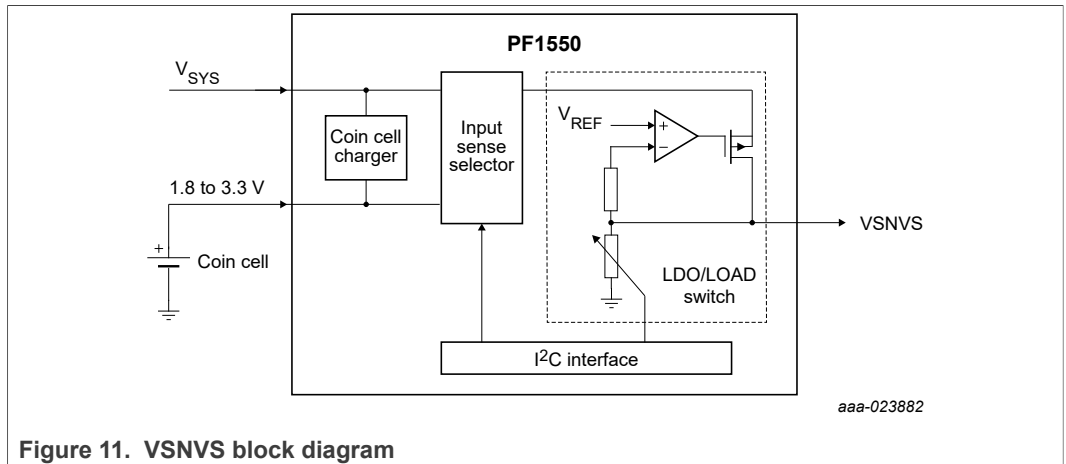 PF1550
VSYS
Coin cell
charger
Input
sense
selector
VREF
+
−
1.8 to 3.3 V
VSNVS
+
Coin cell
LDO/LOAD
switch
I2C interface
aaa-023882
Figure 11. VSNVS block diagram